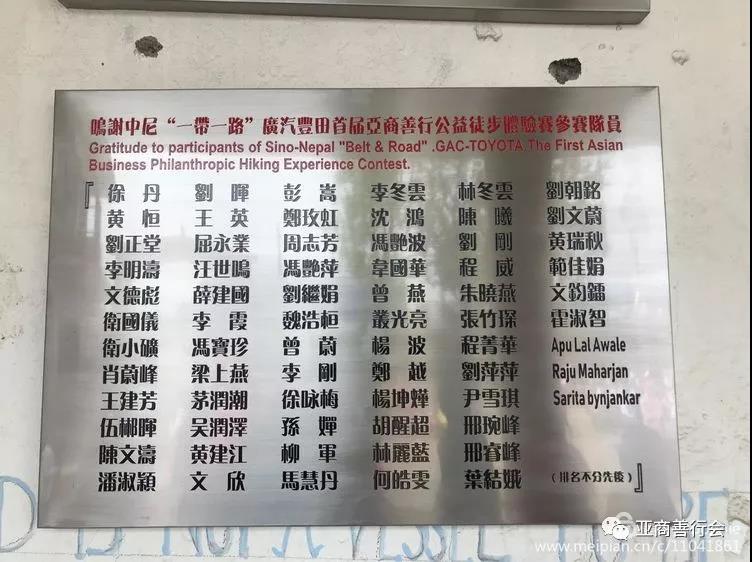 鳴謝中尼“一帶一路”廣汽豐田首届亞商善行公益徒步體驗賽參賽隊員
Gratitude to participants of Sino-Nepal "Belt & Road" .GAC-TOYOTA The First Asian
Business Philanthropic Hiking Experience Contest.
『 徐丹 劉暉 彭嵩 李冬雲 林冬雲 劉朝銘
黄恒 王英 鄭玫虹 沈鴻 陳曦 劉文蔚
劉正堂 屈永業 周志芳 馮艷波 劉剛 黄瑞秋
李明濤 汪世鳴 馮艷萍 韋國華 程威 範佳娟
文德彪 薛建國 劉繼娟 曾燕 朱曉燕 文鈞鐳
衛國儀 李霞 魏浩桓 叢光亮 張竹琛 霍淑智
衛小礦 馮寶珍 曾蔚 楊波 程菁華 Apu Lal Awale
肖蔚峰 梁上燕 李剛 鄭越 劉萍萍 Raju Maharjan
王建芳 茅潤潮 徐咏梅 楊坤燁 尹雪琪 Sarita bynjankar
伍郴暉 吴潤澤 孫嬋 胡醒超 邢琬峰
陳文濤 黄建江 柳軍 林麗藍 邢睿峰
潘淑穎 文欣 馬慧丹 何皓雯 葉結娥 （排名不分先後）』
亚商善行会
www.meipian.cn/c/11041861